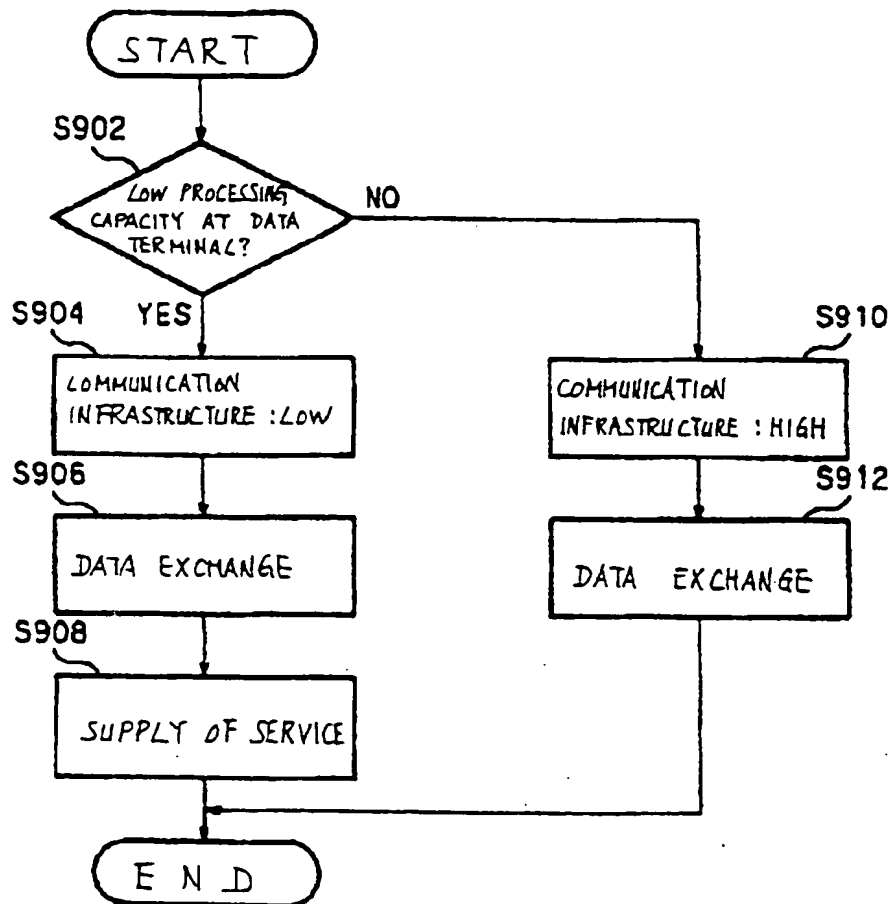 START
S902
LOW PROCESSING
CAPACITY AT DATA
TERMINAL?
NO
YES
S904
COMMUNICATION
INFRASTRUCTURE : LOW
S910
COMMUNICATION
INFRASTRUCTURE : HIGH
S906
DATA EXCHANGE
S912
DATA EXCHANGE
S908
SUPPLY OF SERVICE
END